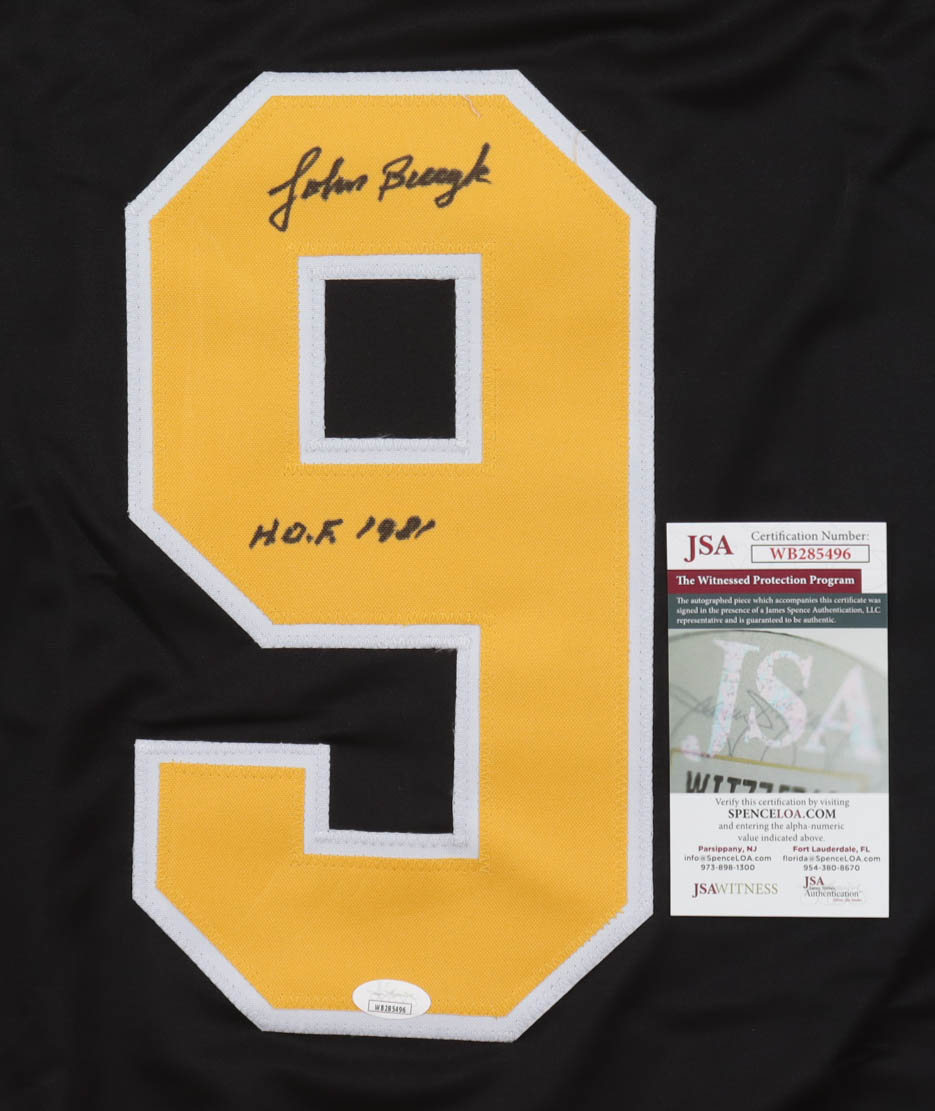 John Bucyk
9
H.O.F. 1981
JSA
Certification Number:
WB285496
The Witnessed Protection Program
The autographed piece which accompanies this certificate was
signed in the presence of a James Spence Authentication, LLC
representative and is guaranteed to be authentic.
JSA
Verify this certification by visiting
SPENCELOA.COM
and entering the alpha-numeric
value indicated above.
Parsippany, NJ
info@SpenceLOA.com
973-898-1300
Fort Lauderdale, FL
florida@SpenceLOA.com
954-380-8670
JSAWITNESS
JSA
Authentication
WB285496